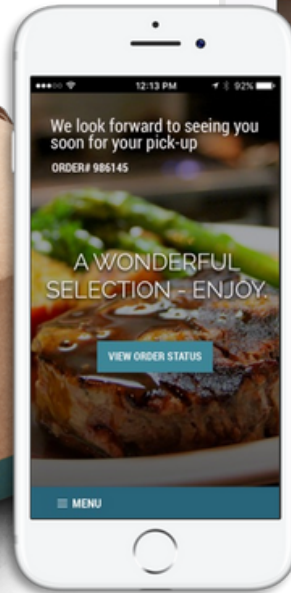 12:13 PM 92%
We look forward to seeing you
soon for your pick-up
ORDER# 986145
A WONDERFUL
SELECTION - ENJOY.
VIEW ORDER STATUS
MENU